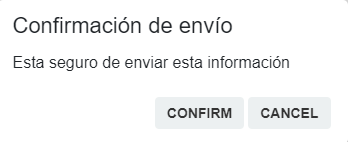 Confirmación de envío
Esta seguro de enviar esta información
CONFIRM CANCEL